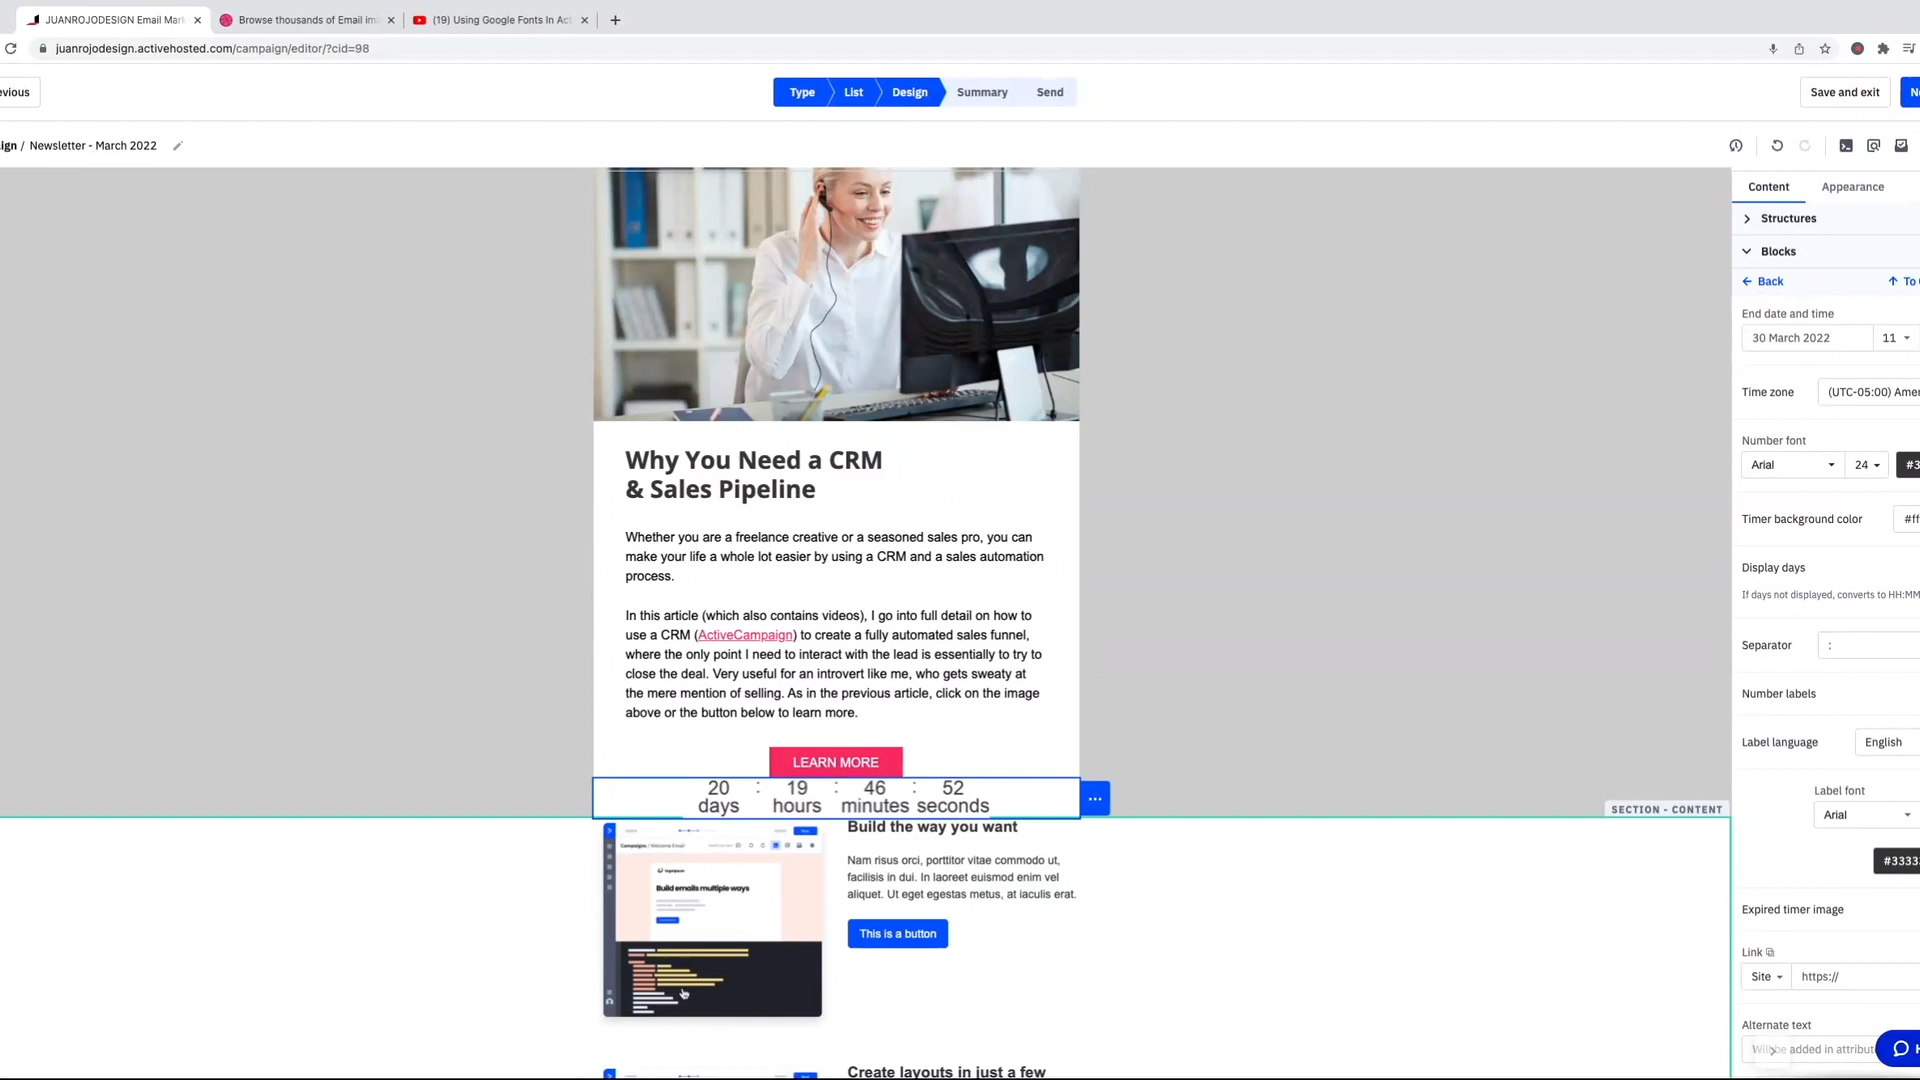 JUANROJODESIGN Email Mark
Browse thousands of Email ima
(19) Using Google Fonts In Act
juanrojodesign.activehosted.com/campaign/editor/?cid=98
evious
Type
List
Design
Summary
Send
Save and exit
N
ign / Newsletter - March 2022
Content
Appearance
Structures
Blocks
Back
To
End date and time
30 March 2022
11
Time zone
(UTC-05:00) Amer
Number font
Arial
24
#3
Timer background color
#ff
Display days
If days not displayed, converts to HH:MM
Separator
:
Number labels
Label language
English
Label font
Arial
#3333
Expired timer image
Link
Site
https://
Alternate text
Will be added in attribut
H
Why You Need a CRM
& Sales Pipeline
Whether you are a freelance creative or a seasoned sales pro, you can
make your life a whole lot easier by using a CRM and a sales automation
process.
In this article (which also contains videos), I go into full detail on how to
use a CRM (ActiveCampaign) to create a fully automated sales funnel,
where the only point I need to interact with the lead is essentially to try to
close the deal. Very useful for an introvert like me, who gets sweaty at
the mere mention of selling. As in the previous article, click on the image
above or the button below to learn more.
LEARN MORE
20 : 19 : 46 : 52
days hours minutes seconds
SECTION - CONTENT
Build emails multiple ways
Build the way you want
Nam risus orci, porttitor vitae commodo ut,
facilisis in dui. In laoreet euismod enim vel
aliquet. Ut eget egestas metus, at iaculis erat.
This is a button
Create layouts in just a few